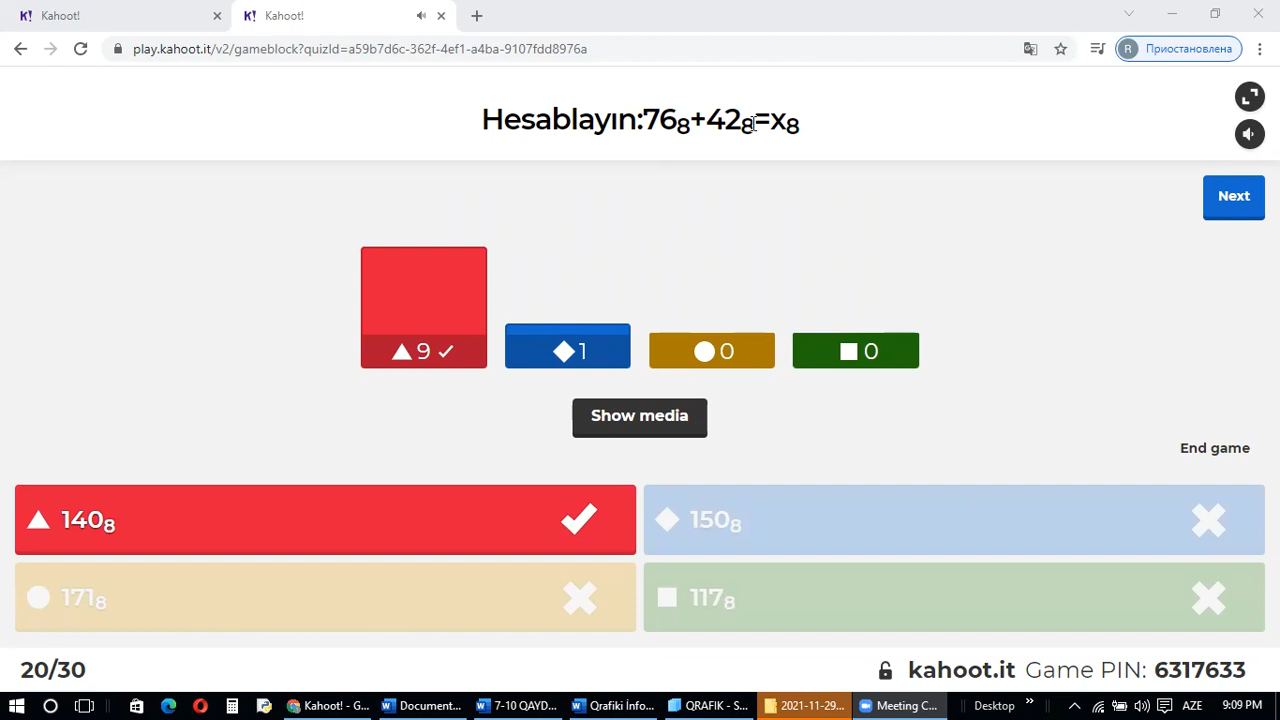 Kahoot!
Kahoot!
play.kahoot.it/v2/gameblock?quizId=a59b7d6c-362f-4ef1-a4ba-9107fdd8976a
R Приостановлена
Hesablayın:76₈+42₈=x₈
Next
9
1
0
0
Show media
End game
140₈
150₈
171₈
117₈
20/30
kahoot.it Game PIN: 6317633
Kahoot! - G...
Document...
7-10 QAYD...
Qrafiki İnfo...
QRAFIK - S...
2021-11-29...
Meeting C...
Desktop
AZE
9:09 PM